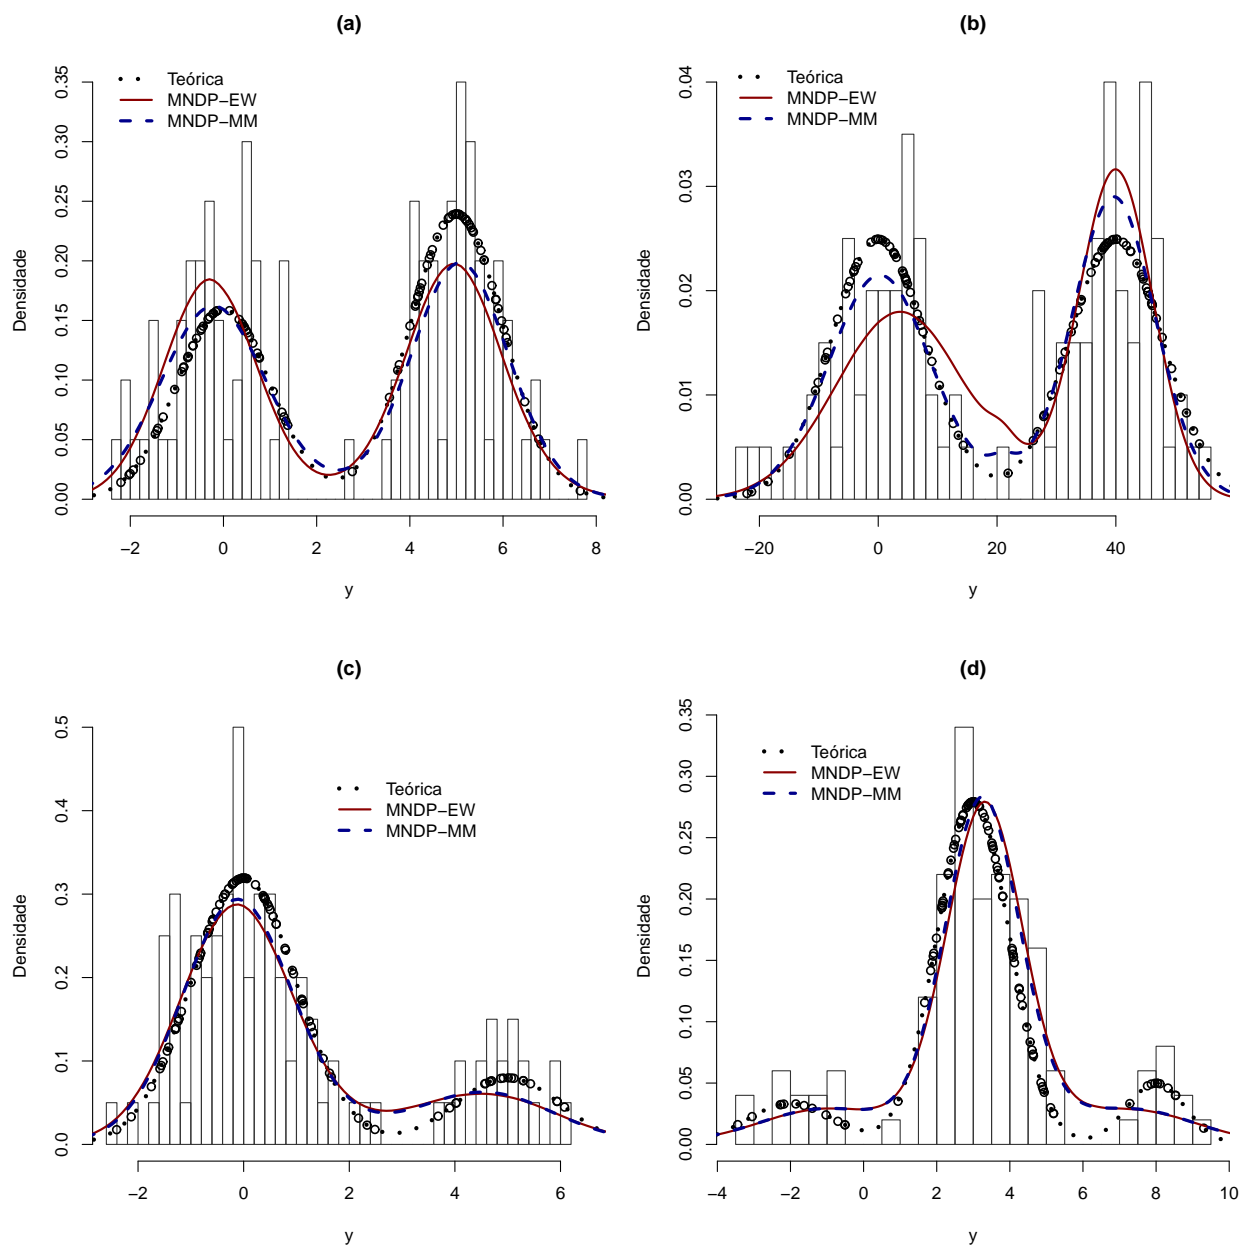 (a)
Densidade
0.00 0.05 0.10 0.15 0.20 0.25 0.30 0.35
Teórica
MNDP−EW
MNDP−MM
−2 0 2 4 6 8
y
(b)
Densidade
0.00 0.01 0.02 0.03 0.04
Teórica
MNDP−EW
MNDP−MM
−20 0 20 40
y
(c)
Densidade
0.0 0.1 0.2 0.3 0.4 0.5
Teórica
MNDP−EW
MNDP−MM
−2 0 2 4 6
y
(d)
Densidade
0.00 0.05 0.10 0.15 0.20 0.25 0.30 0.35
Teórica
MNDP−EW
MNDP−MM
−4 −2 0 2 4 6 8 10
y